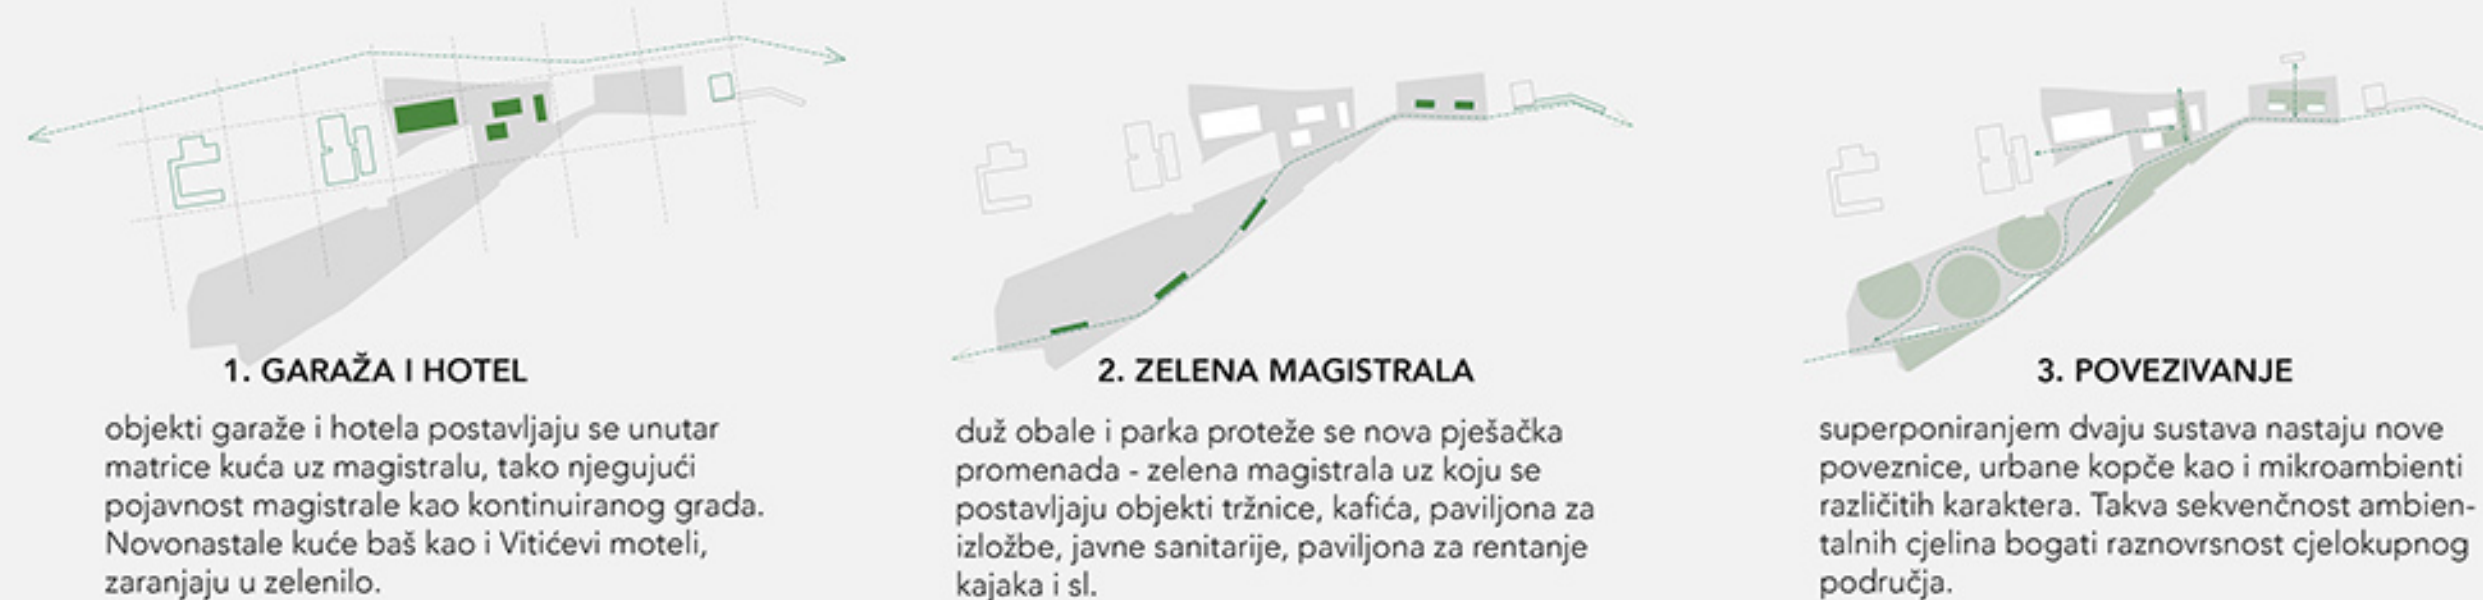 1. GARAŽA I HOTEL
objekti garaže i hotela postavljaju se unutar
matrice kuća uz magistralu, tako njegujući
pojavnost magistrale kao kontinuiranog grada.
Novonastale kuće baš kao i Vitićevi moteli,
zaranjaju u zelenilo.
2. ZELENA MAGISTRALA
duž obale i parka proteže se nova pješačka
promenada - zelena magistrala uz koju se
postavljaju objekti tržnice, kafića, paviljona za
izložbe, javne sanitarije, paviljona za rentanje
kajaka i sl.
3. POVEZIVANJE
superponiranjem dvaju sustava nastaju nove
poveznice, urbane kopče kao i mikroambienti
različitih karaktera. Takva sekvenčnost ambien-
talnih cjelina bogati raznovrsnost cjelokupnog
područja.